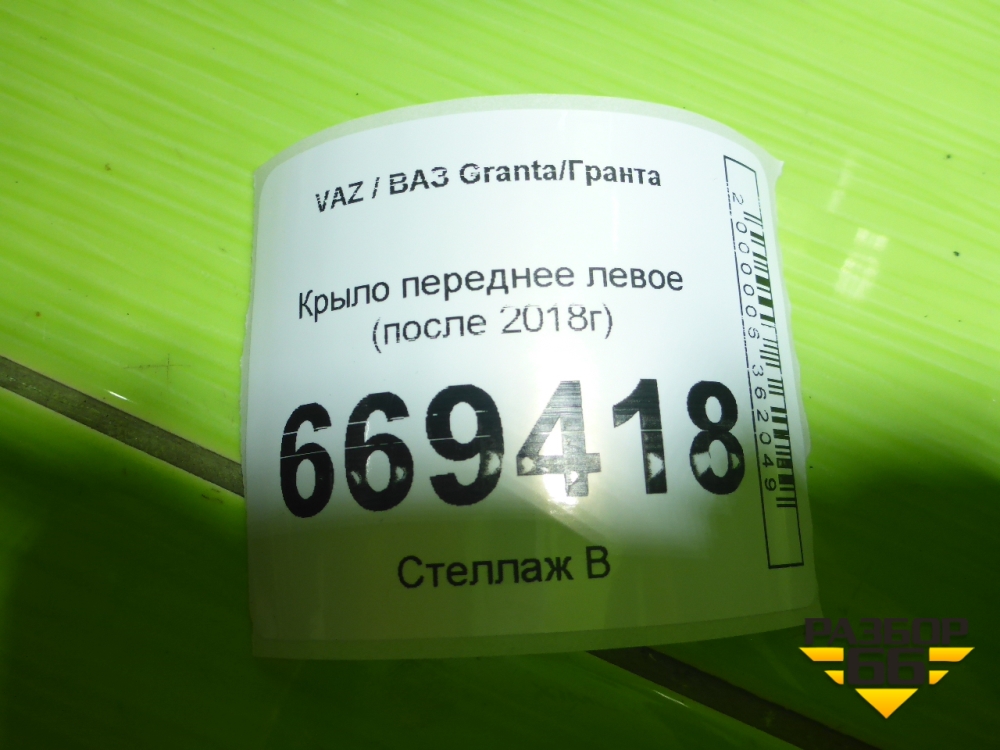 VAZ / ВАЗ Granta/Гранта
Крыло переднее левое
(после 2018г)
669418
Стеллаж В
2000005362049
РАЗБОР
66